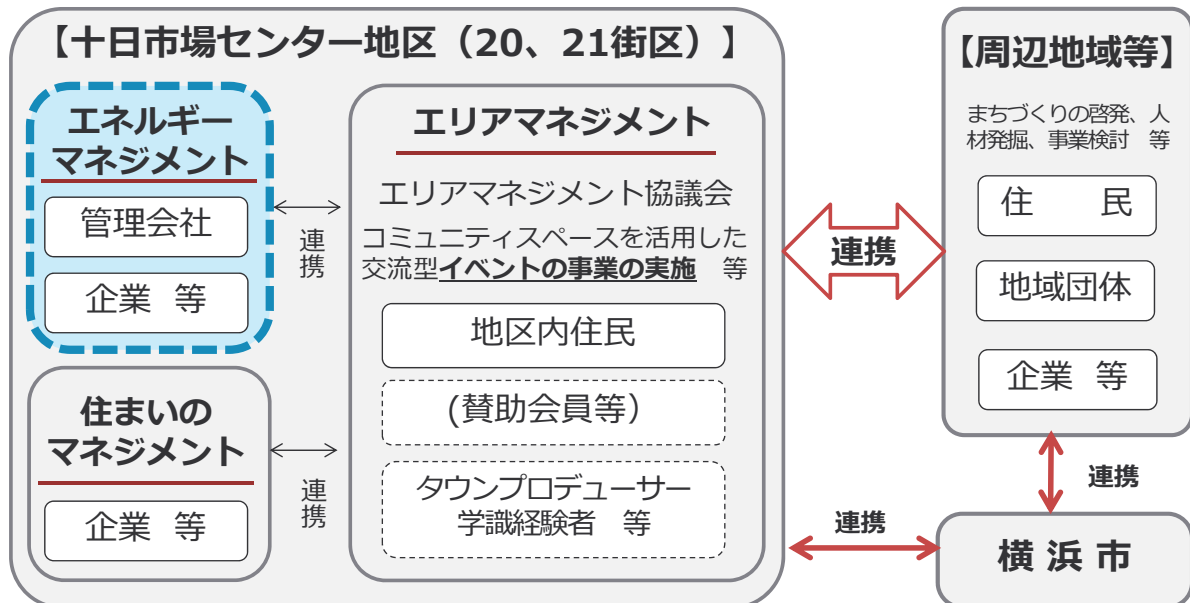 【十日市場センター地区（20、21街区）】
エネルギー
マネジメント
管理会社
企業 等
連携
住まいの
マネジメント
企業 等
連携
エリアマネジメント
エリアマネジメント協議会
コミュニティスペースを活用した
交流型イベントの事業の実施　等
地区内住民
(賛助会員等）
タウンプロデューサー
学識経験者　等
連携
【周辺地域等】
まちづくりの啓発、人
材発掘、事業検討　等
住　　民
地域団体
企業 等
連携
連携
横 浜 市